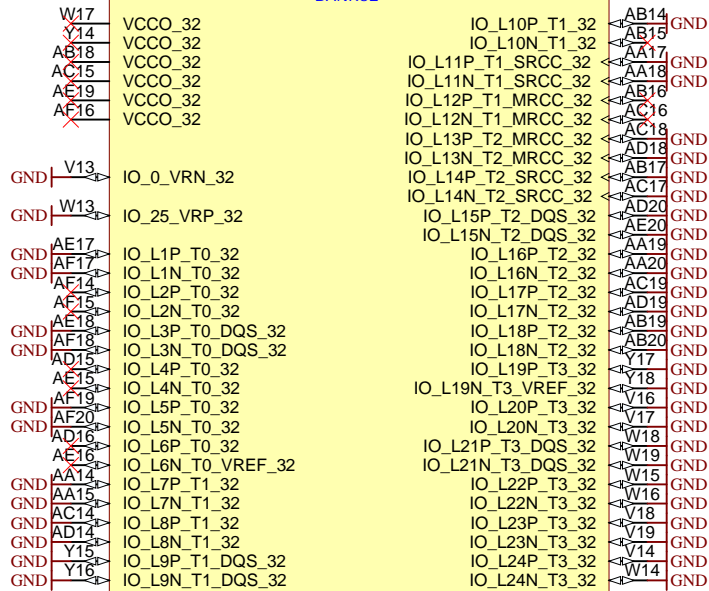 W17 VCCO_32 IO_L10P_T1_32 AB14 GND
Y14 VCCO_32 IO_L10N_T1_32 AB15
AB18 VCCO_32 IO_L11P_T1_SRCC_32 AA17 GND
AC15 VCCO_32 IO_L11N_T1_SRCC_32 AA18 GND
AE19 VCCO_32 IO_L12P_T1_MRCC_32 AB16
AF16 VCCO_32 IO_L12N_T1_MRCC_32 AC16
IO_L13P_T2_MRCC_32 AC18 GND
IO_L13N_T2_MRCC_32 AD18 GND
GND V13 IO_0_VRN_32 IO_L14P_T2_SRCC_32 AB17 GND
IO_L14N_T2_SRCC_32 AC17 GND
GND W13 IO_25_VRP_32 IO_L15P_T2_DQS_32 AD20 GND
IO_L15N_T2_DQS_32 AE20 GND
GND AE17 IO_L1P_T0_32 IO_L16P_T2_32 AA19 GND
GND AF17 IO_L1N_T0_32 IO_L16N_T2_32 AA20 GND
AF14 IO_L2P_T0_32 IO_L17P_T2_32 AC19 GND
AF15 IO_L2N_T0_32 IO_L17N_T2_32 AD19 GND
GND AE18 IO_L3P_T0_DQS_32 IO_L18P_T2_32 AB19 GND
GND AF18 IO_L3N_T0_DQS_32 IO_L18N_T2_32 AB20 GND
AD15 IO_L4P_T0_32 IO_L19P_T3_32 Y17 GND
AE15 IO_L4N_T0_32 IO_L19N_T3_VREF_32 Y18 GND
GND AF19 IO_L5P_T0_32 IO_L20P_T3_32 V16 GND
GND AF20 IO_L5N_T0_32 IO_L20N_T3_32 V17 GND
AD16 IO_L6P_T0_32 IO_L21P_T3_DQS_32 W18 GND
AE16 IO_L6N_T0_VREF_32 IO_L21N_T3_DQS_32 W19 GND
GND AA14 IO_L7P_T1_32 IO_L22P_T3_32 W15 GND
GND AA15 IO_L7N_T1_32 IO_L22N_T3_32 W16 GND
GND AC14 IO_L8P_T1_32 IO_L23P_T3_32 V18 GND
GND AD14 IO_L8N_T1_32 IO_L23N_T3_32 V19 GND
GND Y15 IO_L9P_T1_DQS_32 IO_L24P_T3_32 V14 GND
GND Y16 IO_L9N_T1_DQS_32 IO_L24N_T3_32 W14 GND